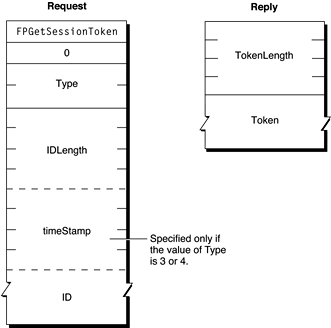 Request
FPGetSessionToken
0
Type
IDLength
timeStamp
ID
Specified only if
the value of Type
is 3 or 4.
Reply
TokenLength
Token